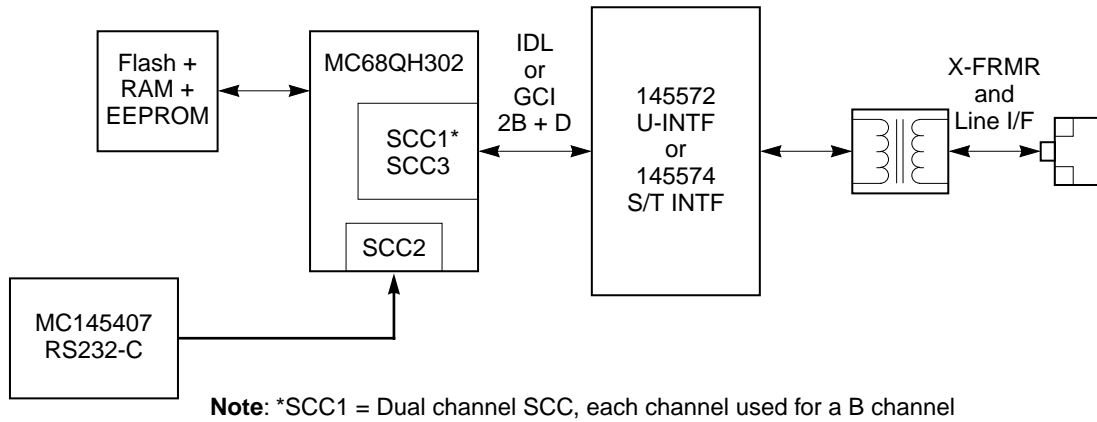 Flash +
RAM +
EEPROM
MC68QH302
SCC1*
SCC3
SCC2
IDL
or
GCI
2B + D
145572
U-INTF
or
145574
S/T INTF
X-FRMR
and
Line I/F
MC145407
RS232-C
Note: *SCC1 = Dual channel SCC, each channel used for a B channel